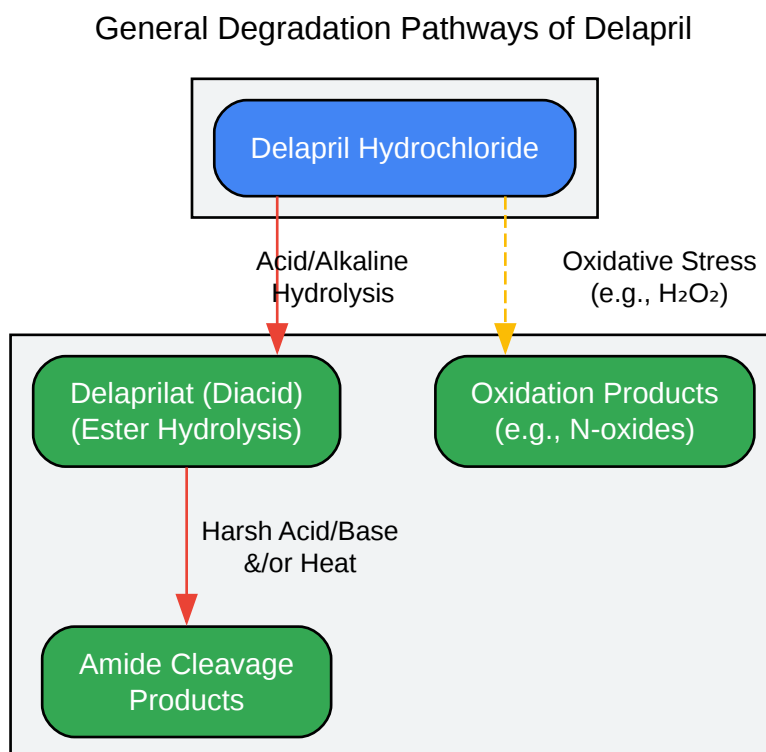 General Degradation Pathways of Delapril
Delapril Hydrochloride
Acid/Alkaline
Hydrolysis
Oxidative Stress
(e.g., H₂O₂)
Delaprilat (Diacid)
(Ester Hydrolysis)
Oxidation Products
(e.g., N-oxides)
Harsh Acid/Base
&/or Heat
Amide Cleavage
Products